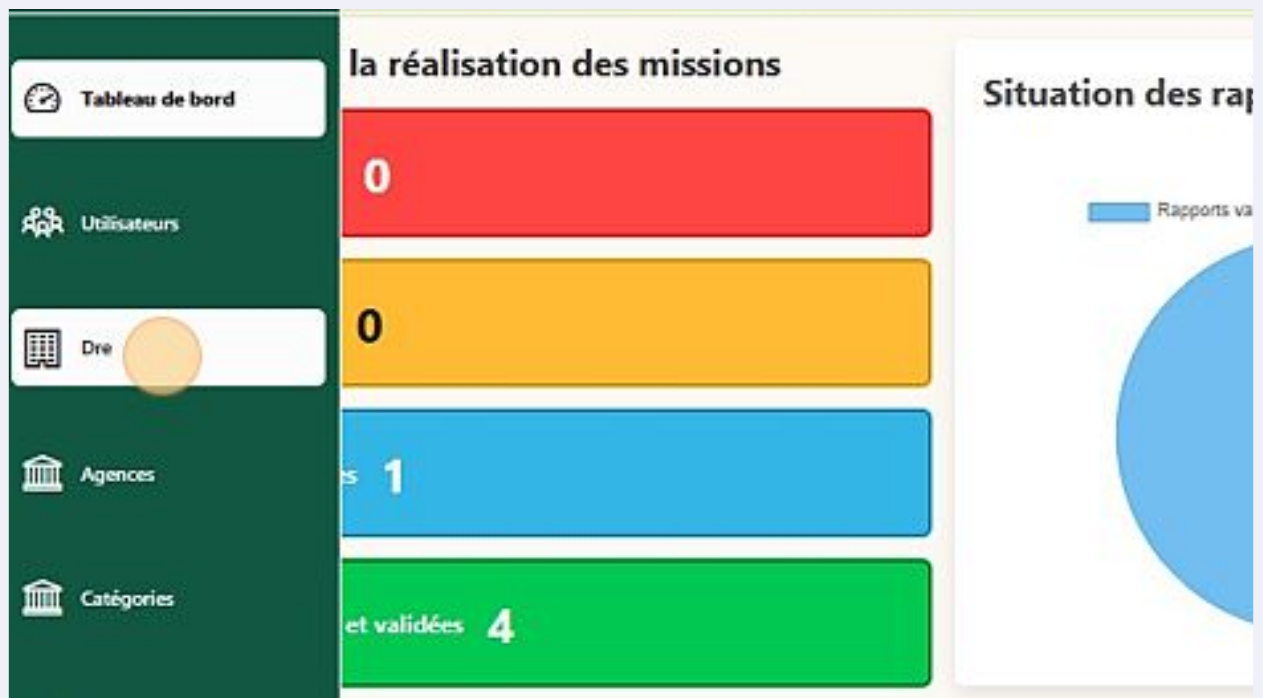 Tableau de bord
Utilisateurs
Dre
Agences
Catégories
la réalisation des missions
0
0
s 1
et validées 4
Situation des rap
Rapports va